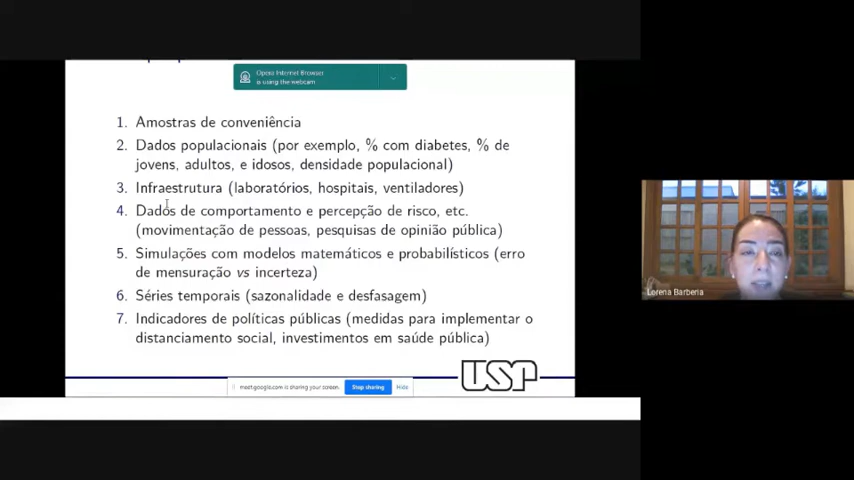 Opera Internet Browser
is using the webcam
1. Amostras de conveniência
2. Dados populacionais (por exemplo, % com diabetes, % de
jovens, adultos, e idosos, densidade populacional)
3. Infraestrutura (laboratórios, hospitais, ventiladores)
4. Dados de comportamento e percepção de risco, etc.
(movimentação de pessoas, pesquisas de opinião pública)
5. Simulações com modelos matemáticos e probabilísticos (erro
de mensuração vs incerteza)
6. Séries temporais (sazonalidade e desfasagem)
7. Indicadores de políticas públicas (medidas para implementar o
distanciamento social, investimentos em saúde pública)
USP
meet.google.com is sharing your screen.
Stop sharing
Hide
Lorena Barberia